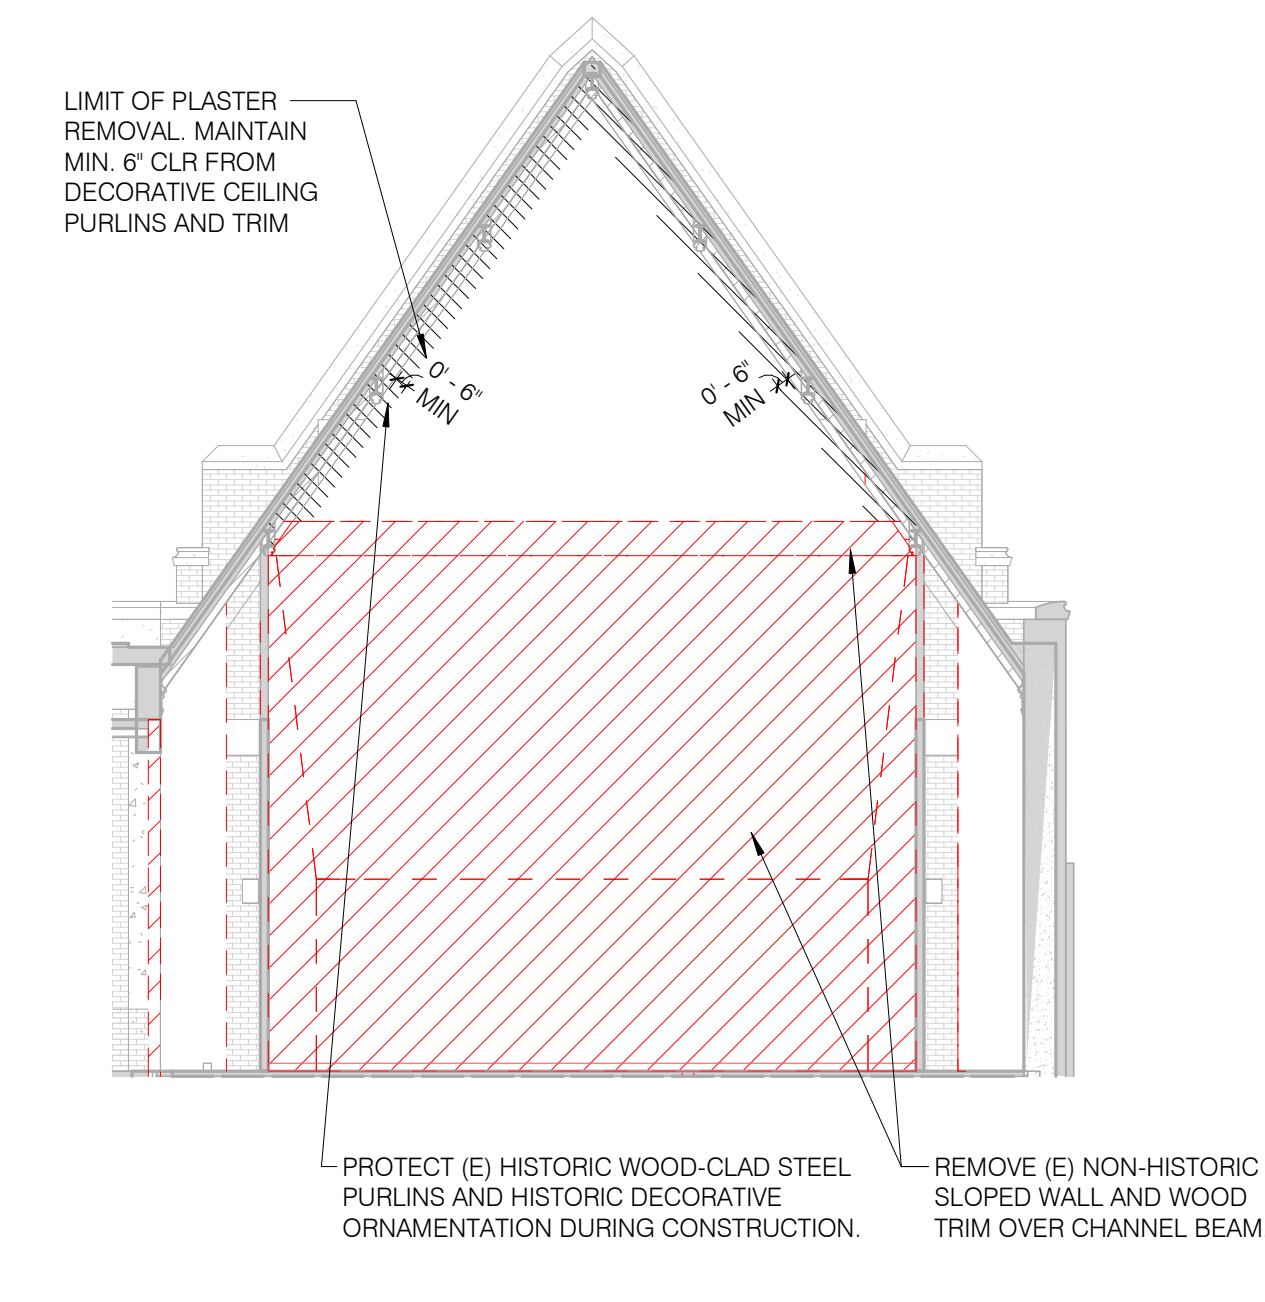 LIMIT OF PLASTER
REMOVAL. MAINTAIN
MIN. 6" CLR FROM
DECORATIVE CEILING
PURLINS AND TRIM
0' - 6"
MIN
0' - 6"
MIN
PROTECT (E) HISTORIC WOOD-CLAD STEEL
PURLINS AND HISTORIC DECORATIVE
ORNAMENTATION DURING CONSTRUCTION.
REMOVE (E) NON-HISTORIC
SLOPED WALL AND WOOD
TRIM OVER CHANNEL BEAM